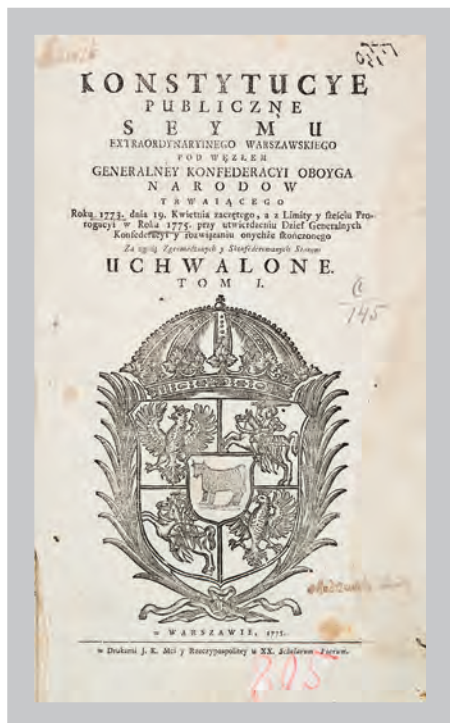 KONSTYTUCYE
PUBLICZNE
SEYMU
EXTRAORDYNARYINEGO WARSZAWSKIEGO
POD WĘZŁEM
GENERALNEY KONFEDERACYI OBOYGA
NARODOW
TRWAIĄCEGO
Roku 1773. dnia 19. Kwietnia zaczętego, a z Limity y sześciu Pro-
rogacyi w Roku 1775. przy utwierdzeniu Dzieł Generalnych
Konfederacyi y rozwiązaniu onychże skończonego
Za zgodą Zgromadzonych y Skonfederowanych Stanow
UCHWALONE.
TOM I.
145
w WARSZAWIE, 1775.
w Drukarni J. K. Mci y Rzeczypospolitey u XX. Scholarum Piarum.
805